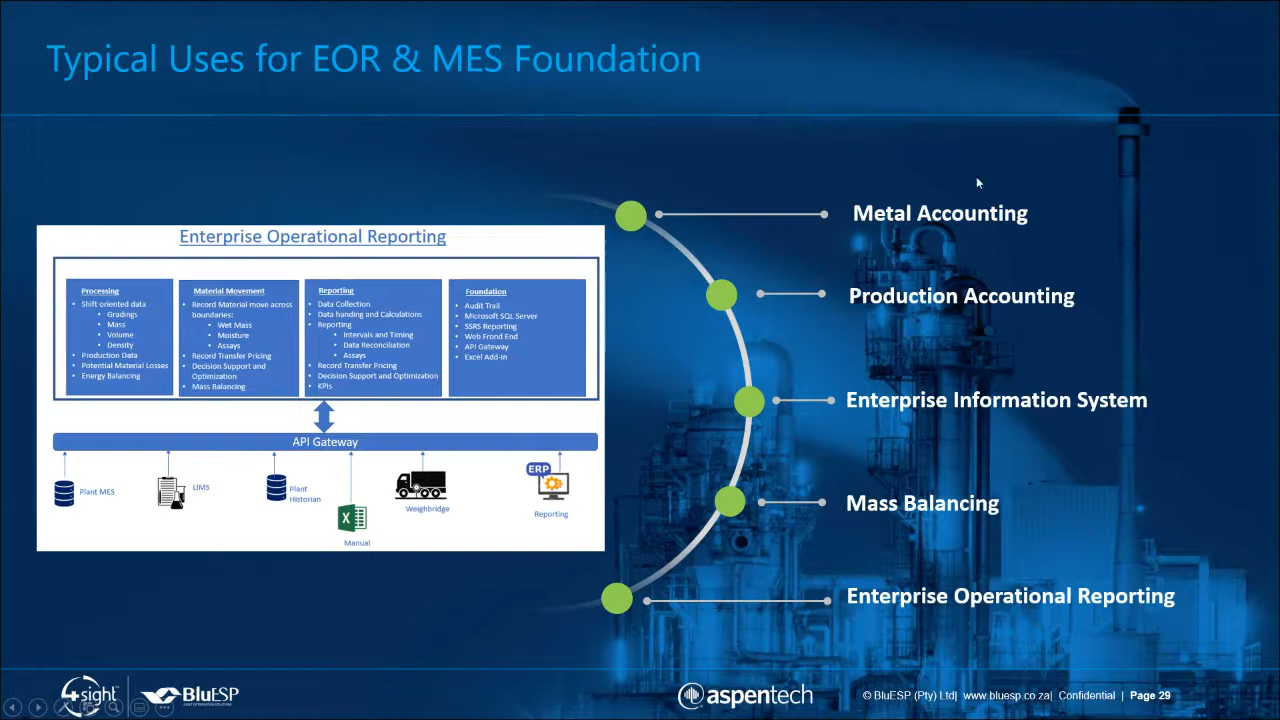 Typical Uses for EOR & MES Foundation
Enterprise Operational Reporting
Processing
• Shift oriented data
• Gradings
• Mass
• Volume
• Density
• Production Data
• Potential Material Losses
• Energy Balancing
Material Movement
• Record Material move across
boundaries:
• Wet Mass
• Moisture
• Assays
• Record Transfer Pricing
• Decision Support and
Optimization
• Mass Balancing
Reporting
• Data Collection
• Data handing and Calculations
• Reporting
• Intervals and Timing
• Data Reconciliation
• Assays
• Record Transfer Pricing
• Decision Support and Optimization
• KPIs
Foundation
• Audit Trail
• Microsoft SQL Server
• SSRS Reporting
• Web Frond End
• API Gateway
• Excel Add-In
API Gateway
Plant MES
LIMS
Plant
Historian
X
Manual
Weighbridge
ERP
Reporting
Metal Accounting
Production Accounting
Enterprise Information System
Mass Balancing
Enterprise Operational Reporting
4sight
BluESP
aspentech
© BluESP (Pty) Ltd| www.bluesp.co.za| Confidential | Page 29